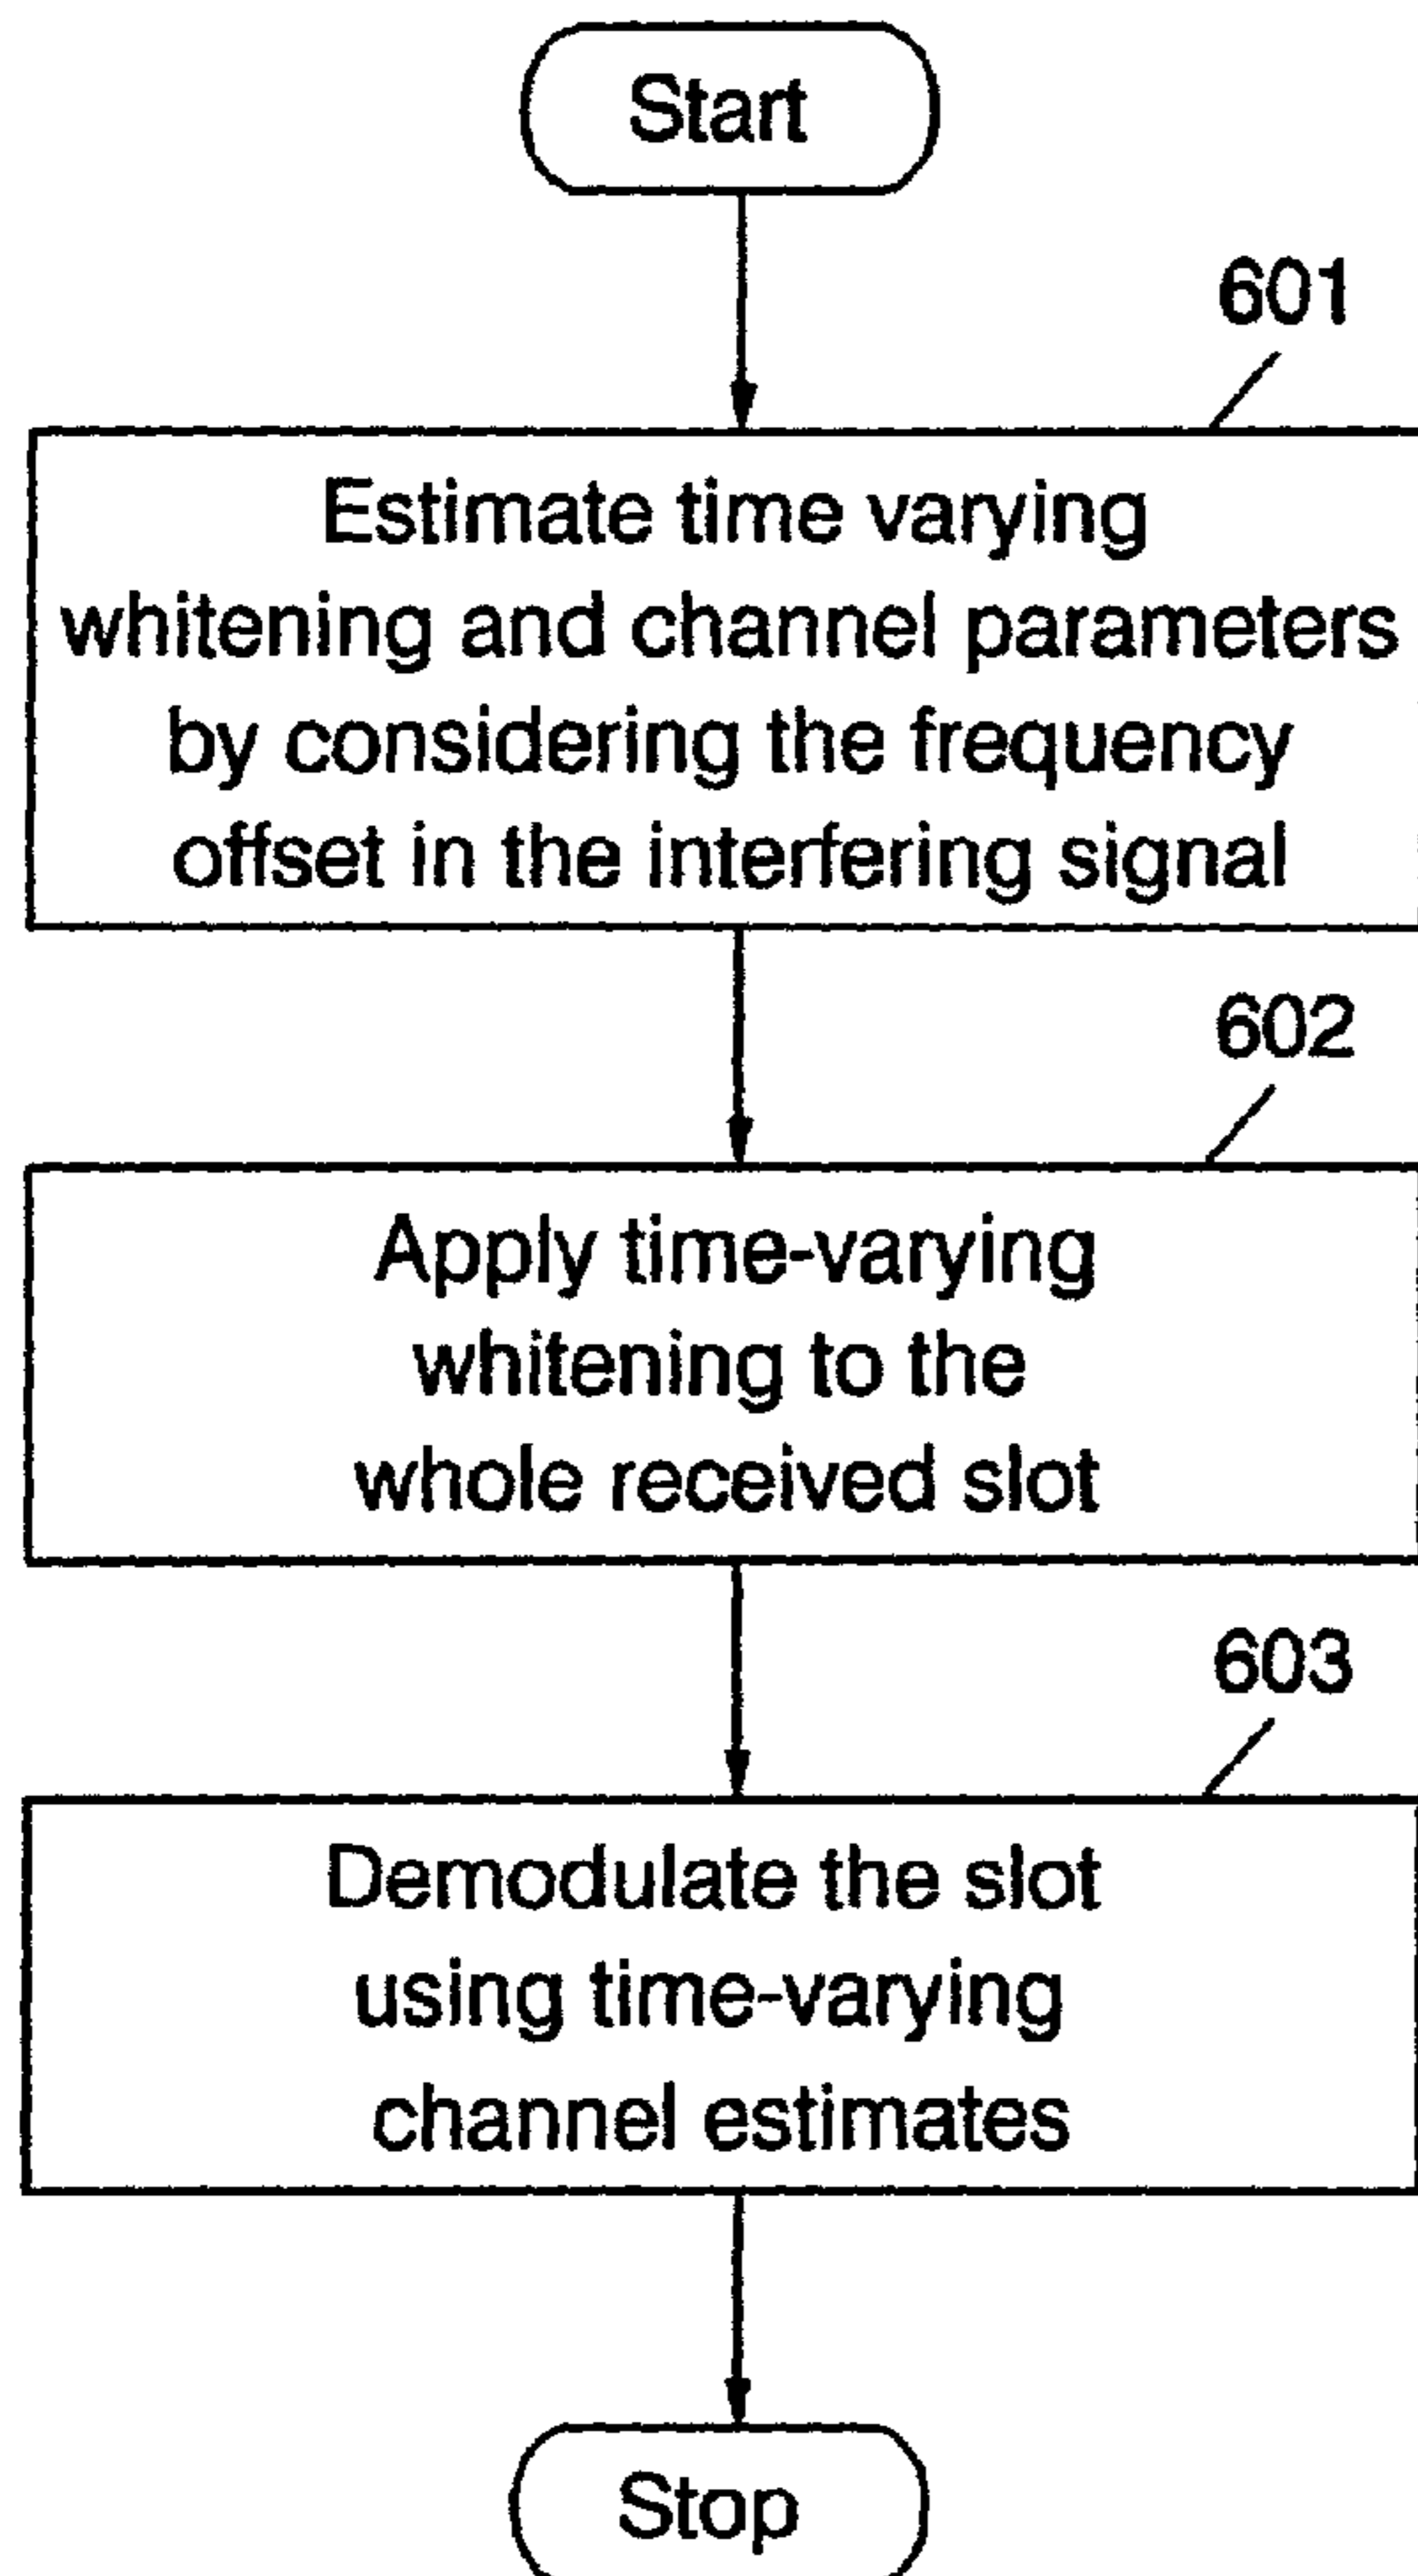 Start
601
Estimate time varying
whitening and channel parameters
by considering the frequency
offset in the interfering signal
602
Apply time-varying
whitening to the
whole received slot
603
Demodulate the slot
using time-varying
channel estimates
Stop